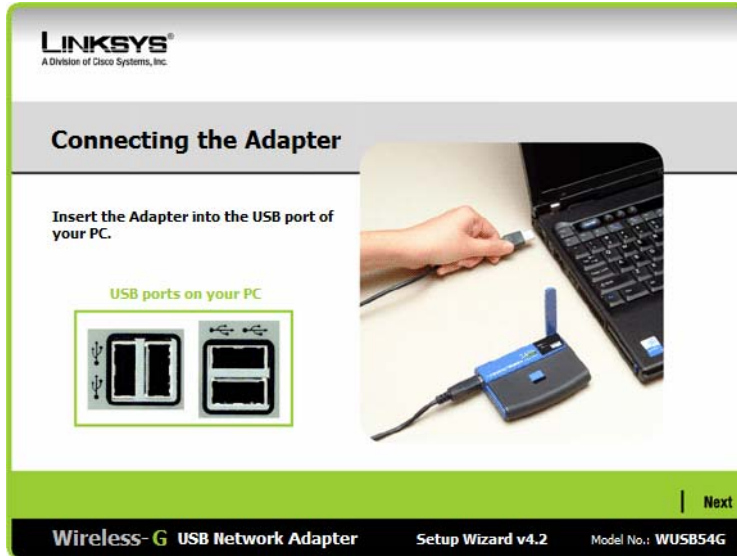 LINKSYS®
A Division of Cisco Systems, Inc.
Connecting the Adapter
Insert the Adapter into the USB port of
your PC.
USB ports on your PC
Next
Wireless-G USB Network Adapter Setup Wizard v4.2 Model No.: WUSB54G